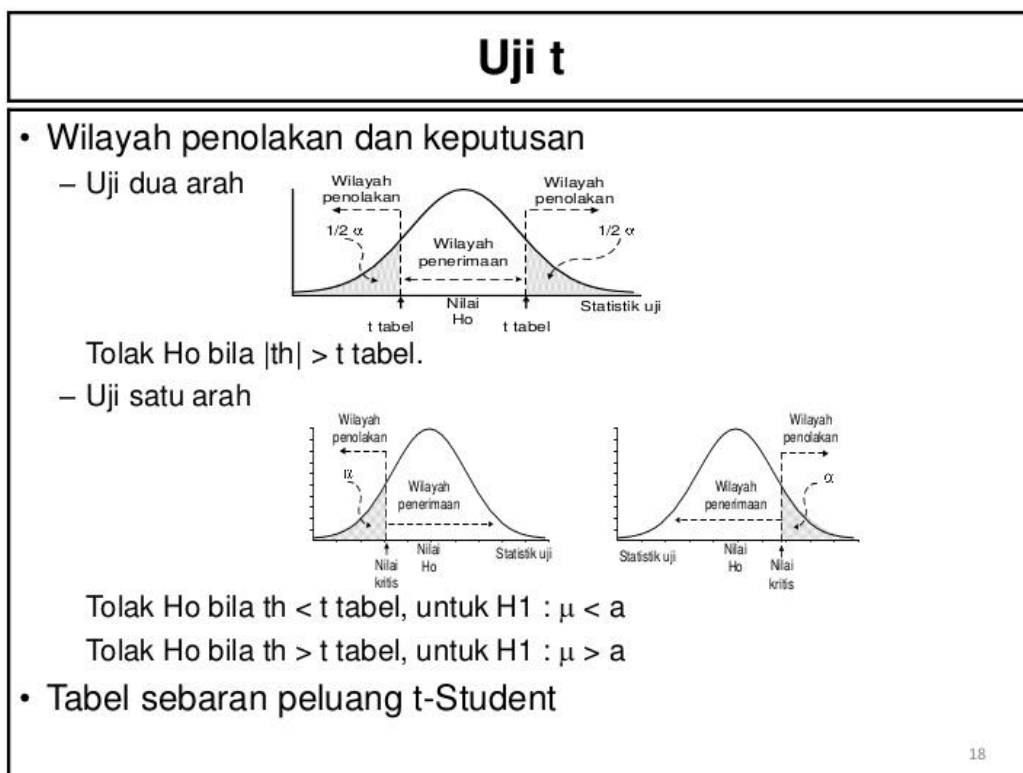 Uji t
• Wilayah penolakan dan keputusan
– Uji dua arah
Wilayah
penolakan
Wilayah
penolakan
1/2 α
1/2 α
Wilayah
penerimaan
Nilai
Ho
Statistik uji
t tabel
t tabel
Tolak Ho bila |th| > t tabel.
– Uji satu arah
Wilayah
penolakan
α
Wilayah
penerimaan
Nilai
kritis
Nilai
Ho
Statistik uji
Wilayah
penolakan
α
Wilayah
penerimaan
Statistik uji
Nilai
Ho
Nilai
kritis
Tolak Ho bila th < t tabel, untuk H1 : μ < a
Tolak Ho bila th > t tabel, untuk H1 : μ > a
• Tabel sebaran peluang t-Student
18